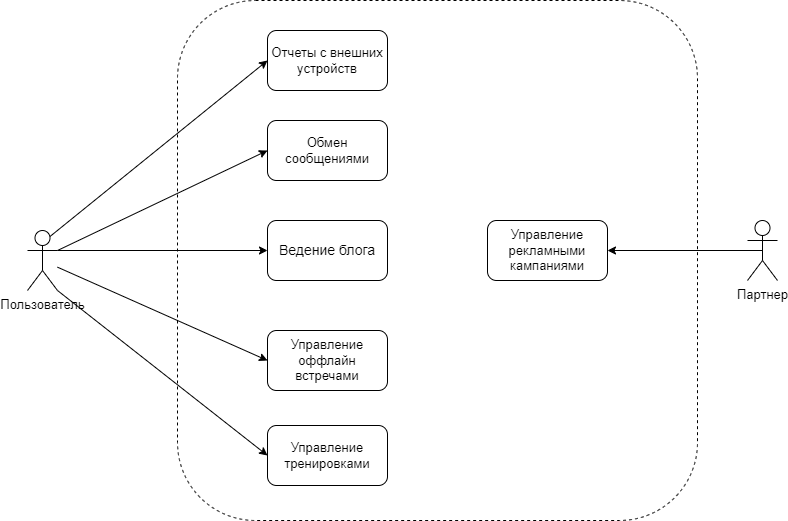 Отчеты с внешних
устройств
Обмен
сообщениями
Ведение блога
Управление
рекламными
кампаниями
Пользователь
Партнер
Управление
оффлайн
встречами
Управление
тренировками